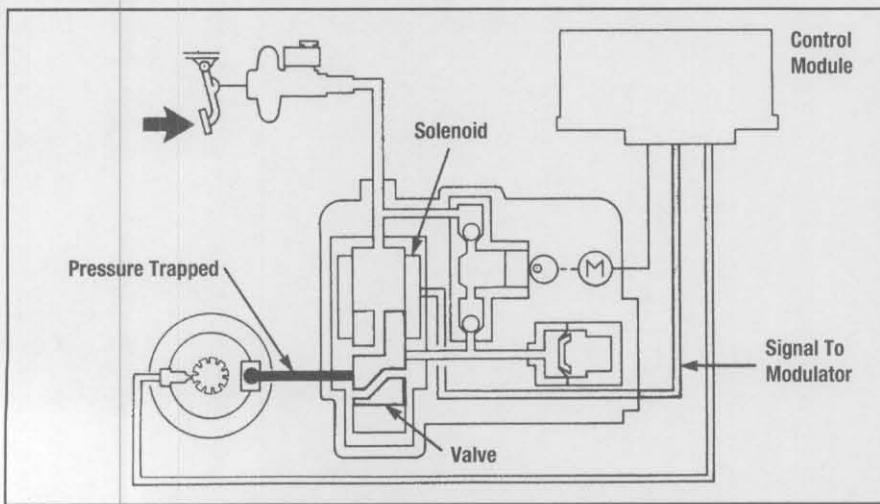 Control
Module
Solenoid
Pressure Trapped
M
Signal To
Modulator
Valve